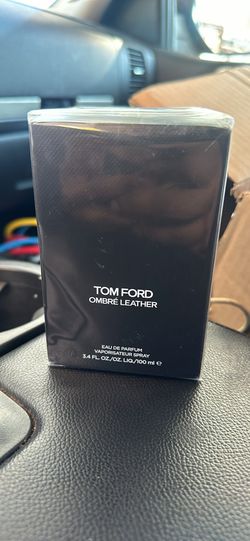 TOM FORD
OMBRÉ LEATHER
EAU DE PARFUM
VAPORISATEUR SPRAY
3.4 FL. OZ./OZ. LIQ./100 ml ℮